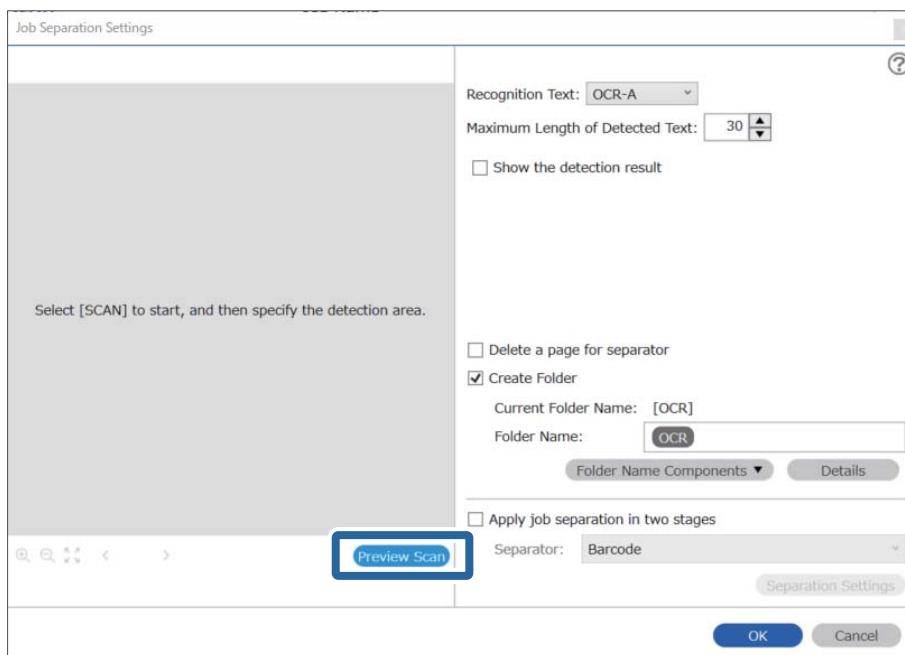 Job Separation Settings
Recognition Text: OCR-A
Maximum Length of Detected Text: 30
Show the detection result
Select [SCAN] to start, and then specify the detection area.
Delete a page for separator
Create Folder
Current Folder Name: [OCR]
Folder Name: OCR
Folder Name Components ▼ Details
Apply job separation in two stages
Preview Scan
Separator: Barcode
Separation Settings
OK Cancel